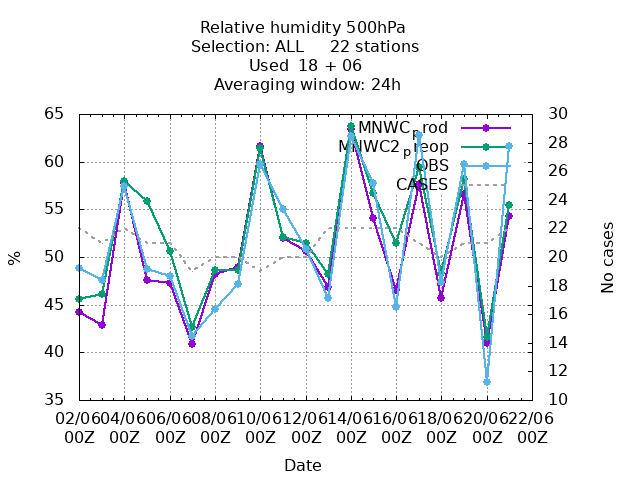 Relative humidity 500hPa
Selection: ALL 22 stations
Used 18 + 06
Averaging window: 24h
65 60 55 50 45 40 35
%
30 28 26 24 22 20 18 16 14 12 10
No cases
MNWCprod
MNWC2preop
OBS
CASES
02/06 04/06 06/06 08/06 10/06 12/06 14/06 16/06 18/06 20/06 22/06
00Z 00Z 00Z 00Z 00Z 00Z 00Z 00Z 00Z 00Z 00Z
Date